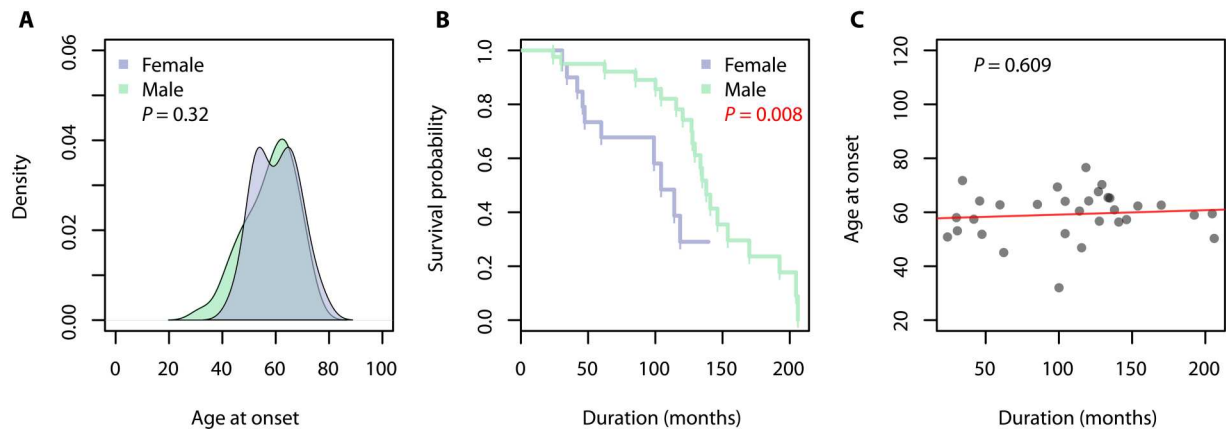 A
0.06
0.04
0.02
0.00
Density
Female
Male
P = 0.32
0 20 40 60 80 100
Age at onset
B
1.0
0.8
0.6
0.4
0.2
0.0
Survival probability
Female
Male
P = 0.008
0 50 100 150 200
Duration (months)
C
120
100
80
60
40
20
Age at onset
P = 0.609
50 100 150 200
Duration (months)